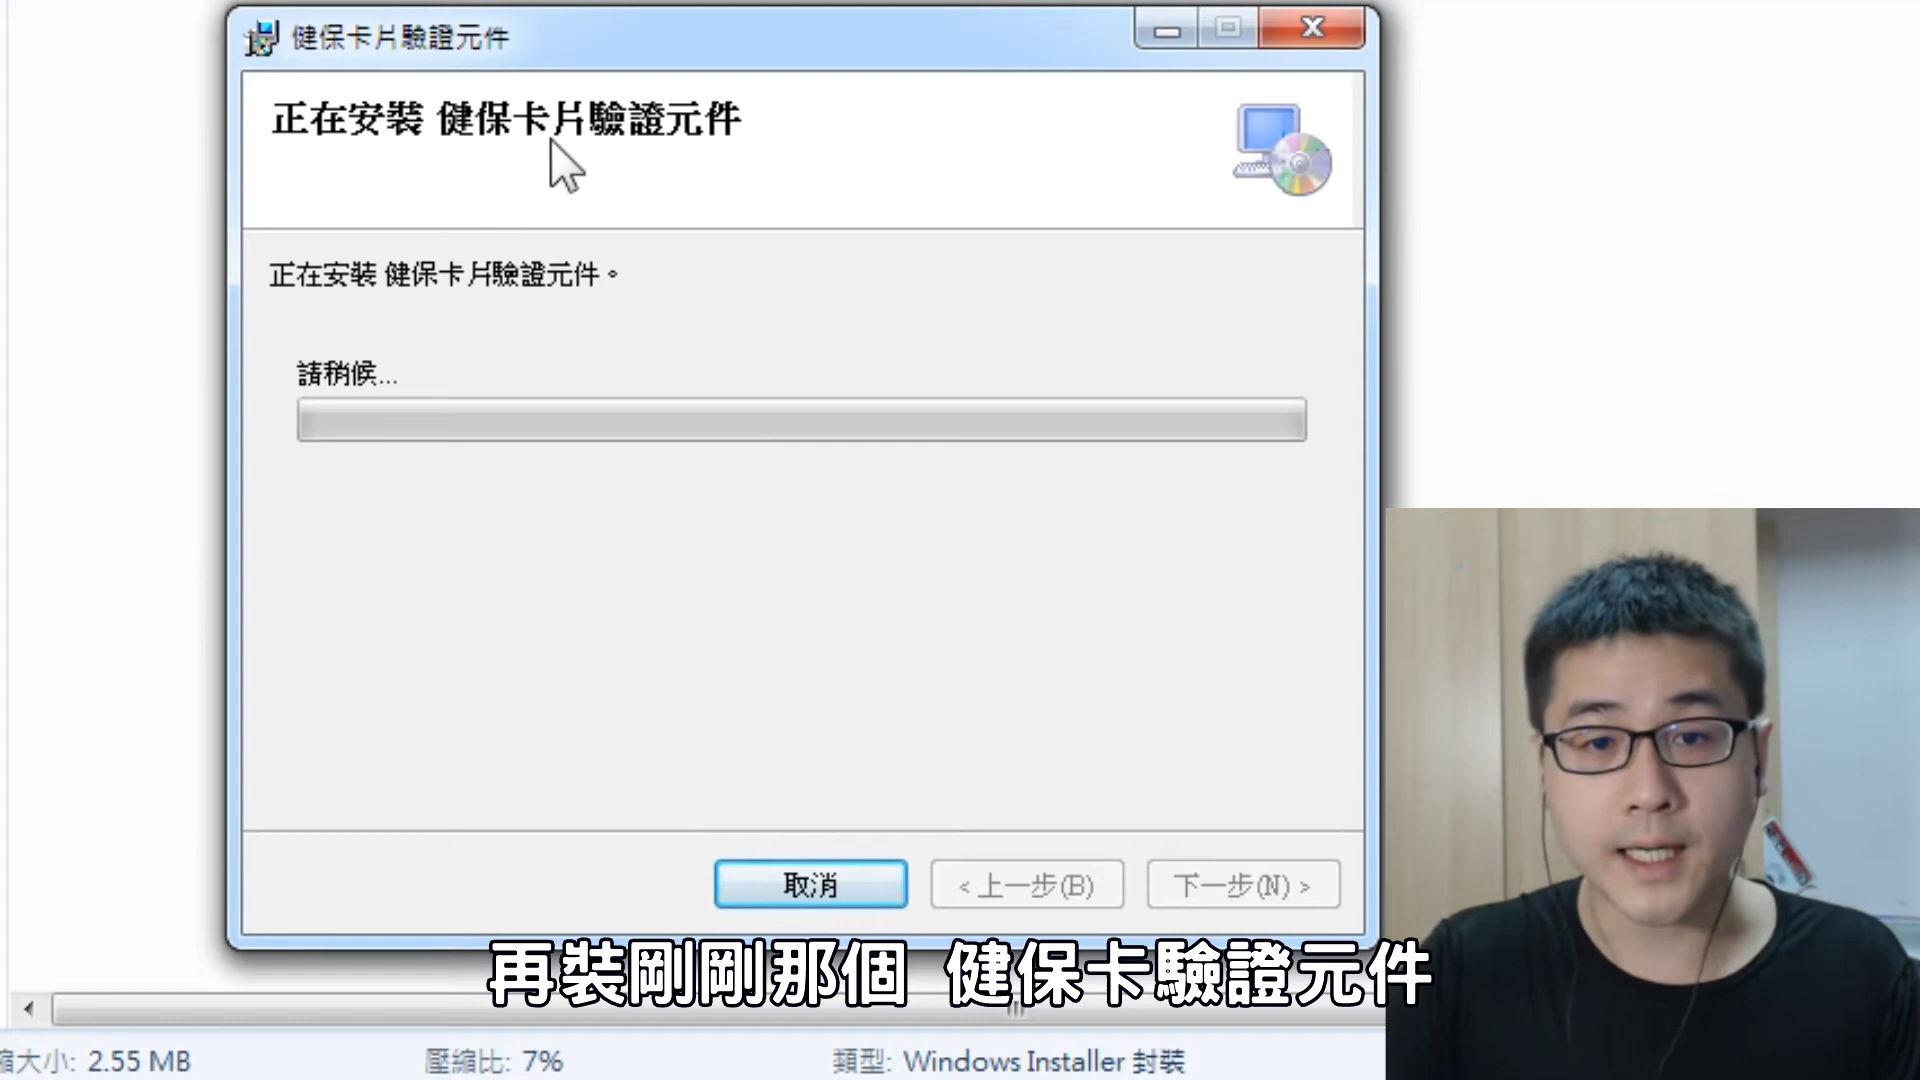 健保卡片驗證元件
正在安裝 健保卡片驗證元件
正在安裝 健保卡片驗證元件。
請稍候...
取消
< 上一步(B)
下一步(N) >
再裝剛剛那個 健保卡驗證元件
縮大小: 2.55 MB
壓縮比: 7%
類型: Windows Installer 封裝